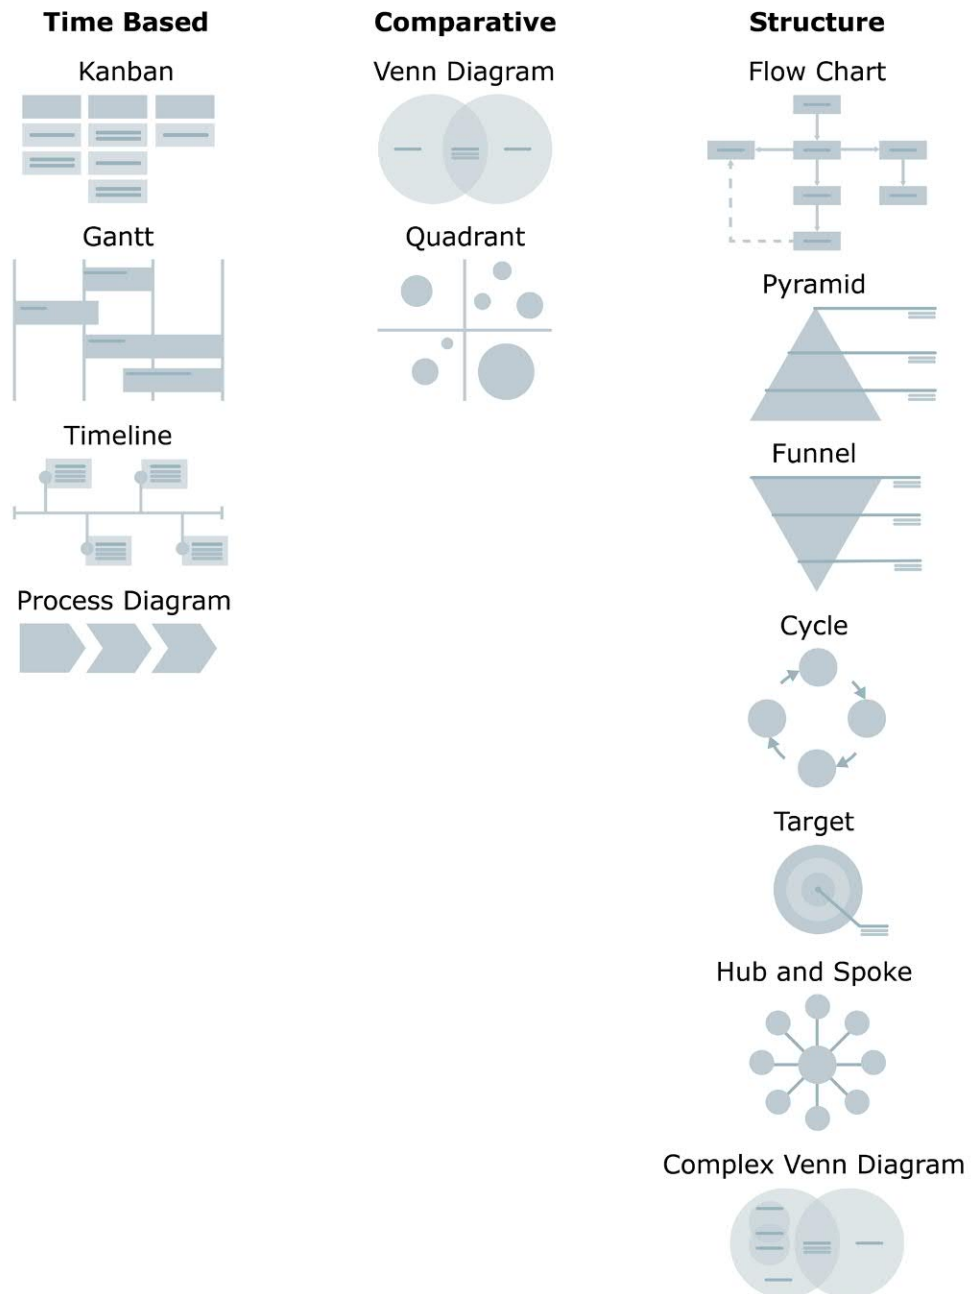 Time Based
Kanban
Gantt
Timeline
Process Diagram
Comparative
Venn Diagram
Quadrant
Structure
Flow Chart
Pyramid
Funnel
Cycle
Target
Hub and Spoke
Complex Venn Diagram